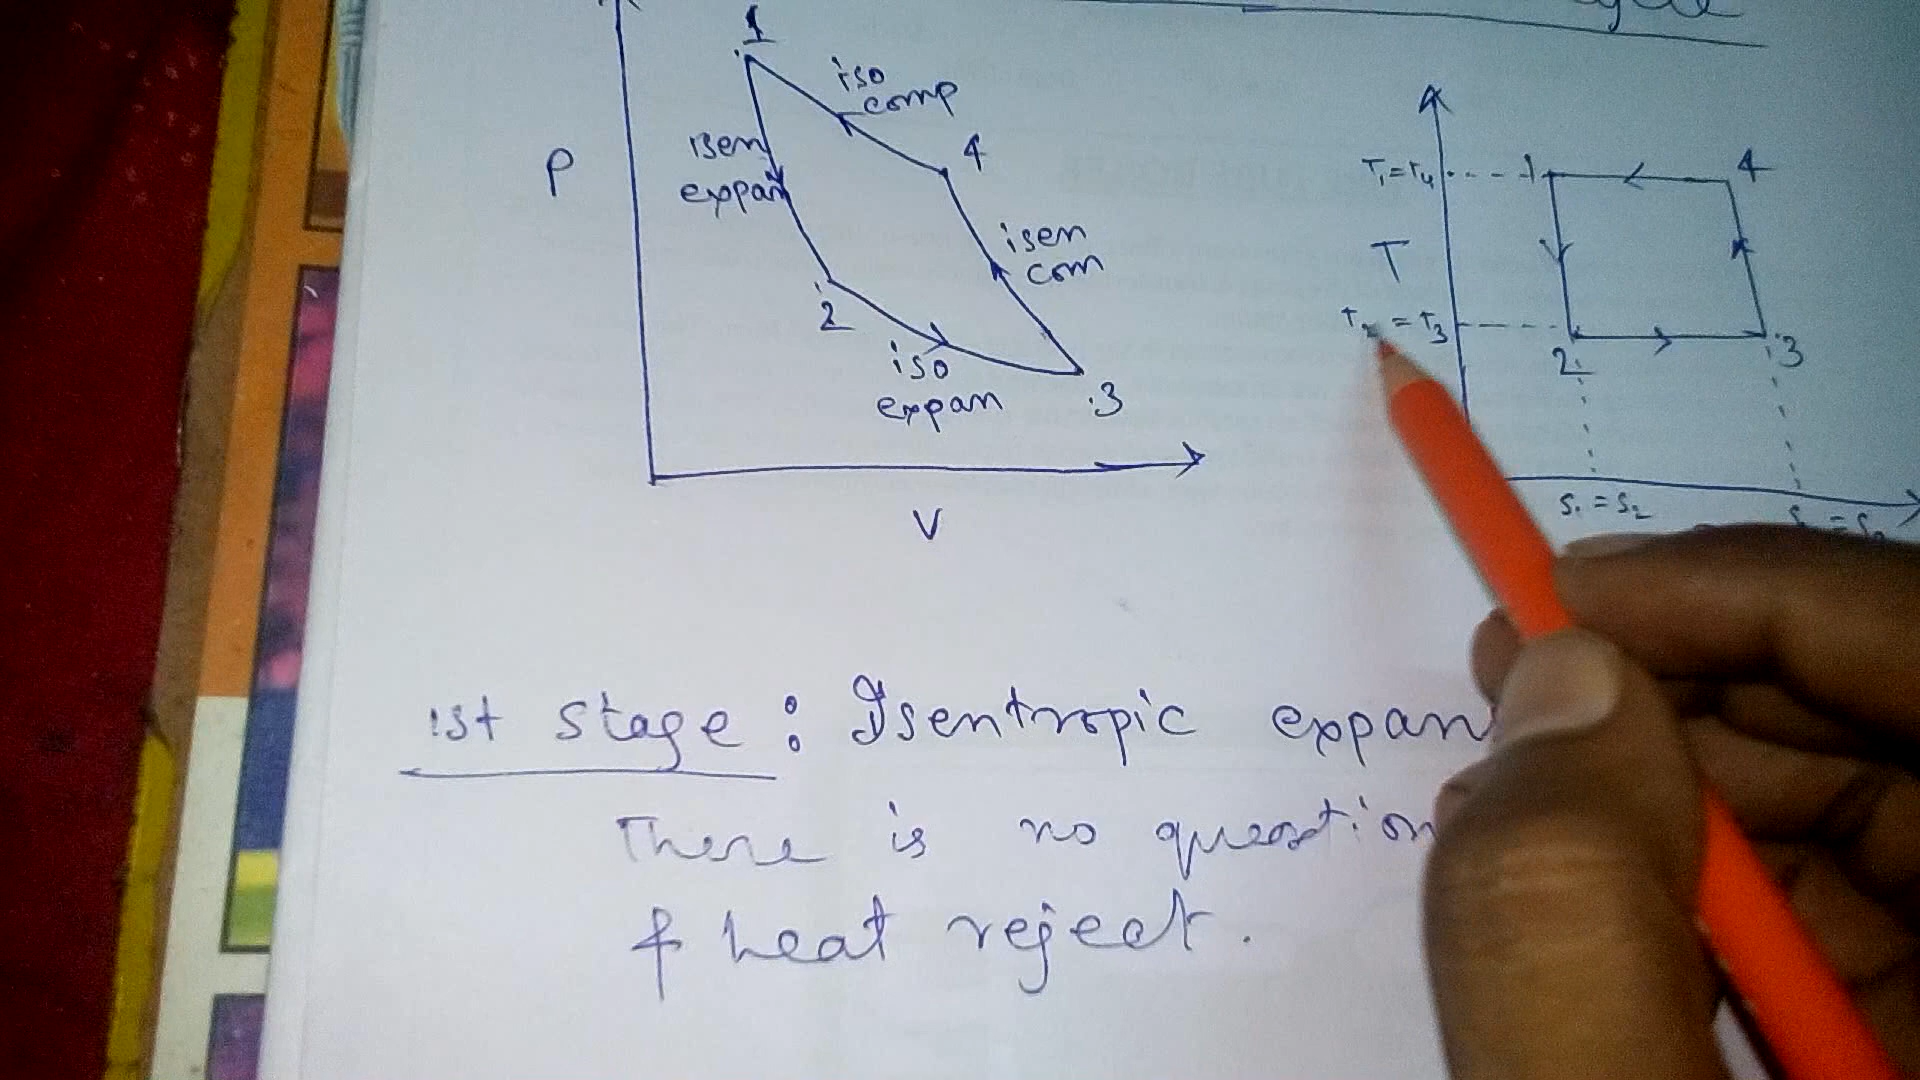 1
iso
comp
isen
expan
P
4
isen
com
2
iso
expan
3
V
T₁=T₄
1
4
T
T₂ = T₃
2
3
S₁ = S₂
1st stage : Isentropic expan
There is no question
& heat reject.